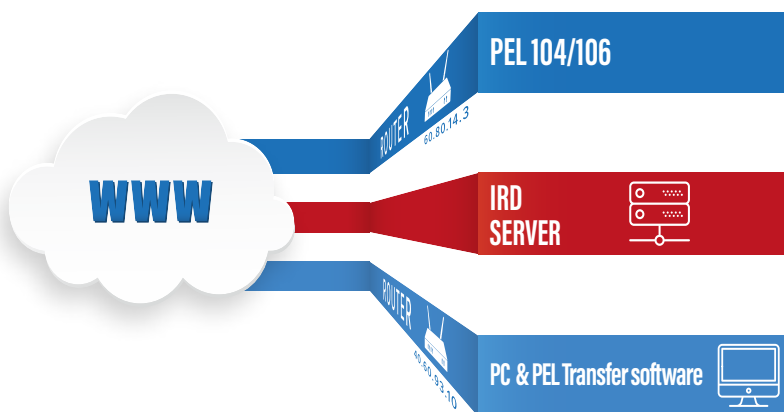 WWW
ROUTER
60.80.14.3
PEL 104/106
IRD
SERVER
ROUTER
40.60.93.10
PC & PEL Transfer software